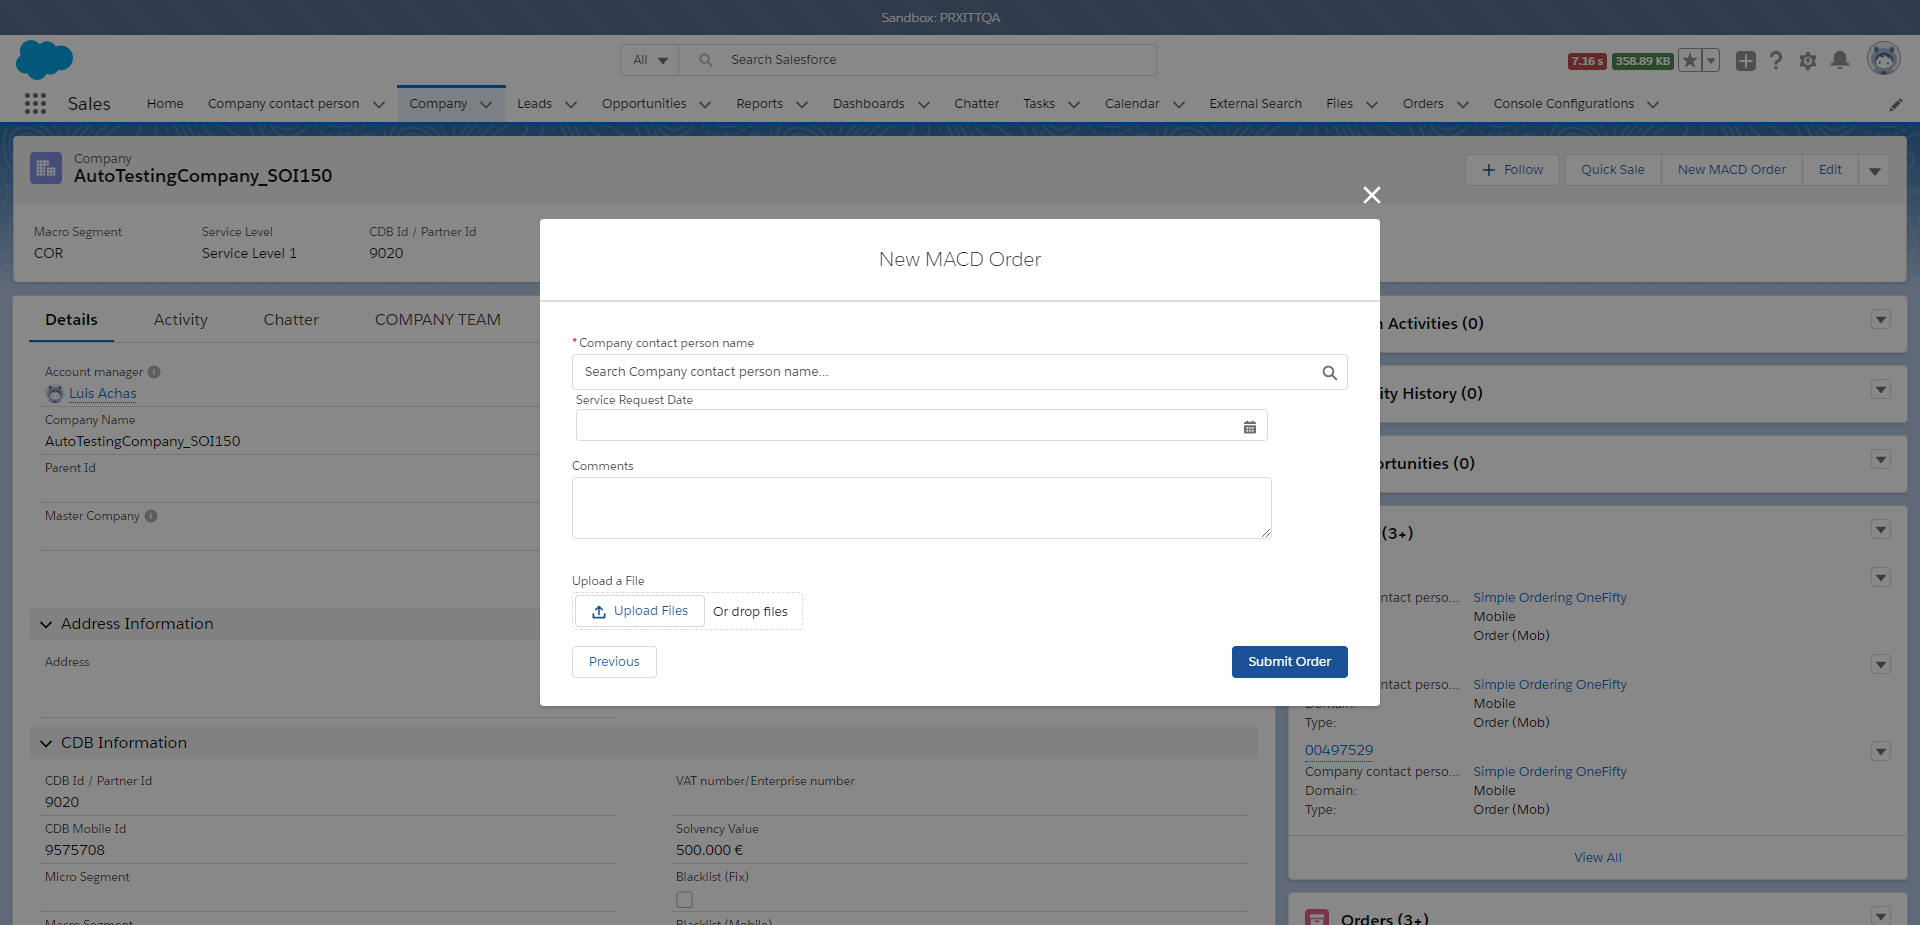 Sandbox: PRXITTQA
All Search Salesforce 7.16 s 358.89 KB
Sales Home Company contact person Company Leads Opportunities Reports Dashboards Chatter Tasks Calendar External Search Files Orders Console Configurations
Company
AutoTestingCompany_SOI150
Follow Quick Sale New MACD Order Edit
Macro Segment Service Level CDB Id / Partner Id
COR Service Level 1 9020
New MACD Order
* Company contact person name
Search Company contact person name...
Service Request Date
Comments
Upload a File
Upload Files Or drop files
Previous Submit Order
Details Activity Chatter COMPANY TEAM
Account manager
Luis Achas
Company Name
AutoTestingCompany_SOI150
Parent Id
Master Company
Address Information
Address
CDB Information
CDB Id / Partner Id VAT number/Enterprise number
9020
CDB Mobile Id Solvency Value
9575708 500.000 €
Micro Segment Blacklist (Fix)
Macro Segment Blacklist (Mobile)
Activities (0)
ity History (0)
ortunities (0)
(3+)
ntact perso... Simple Ordering OneFifty
Mobile
Order (Mob)
ntact perso... Simple Ordering OneFifty
Domain: Mobile
Type: Order (Mob)
00497529
Company contact perso... Simple Ordering OneFifty
Domain: Mobile
Type: Order (Mob)
View All
Orders (3+)